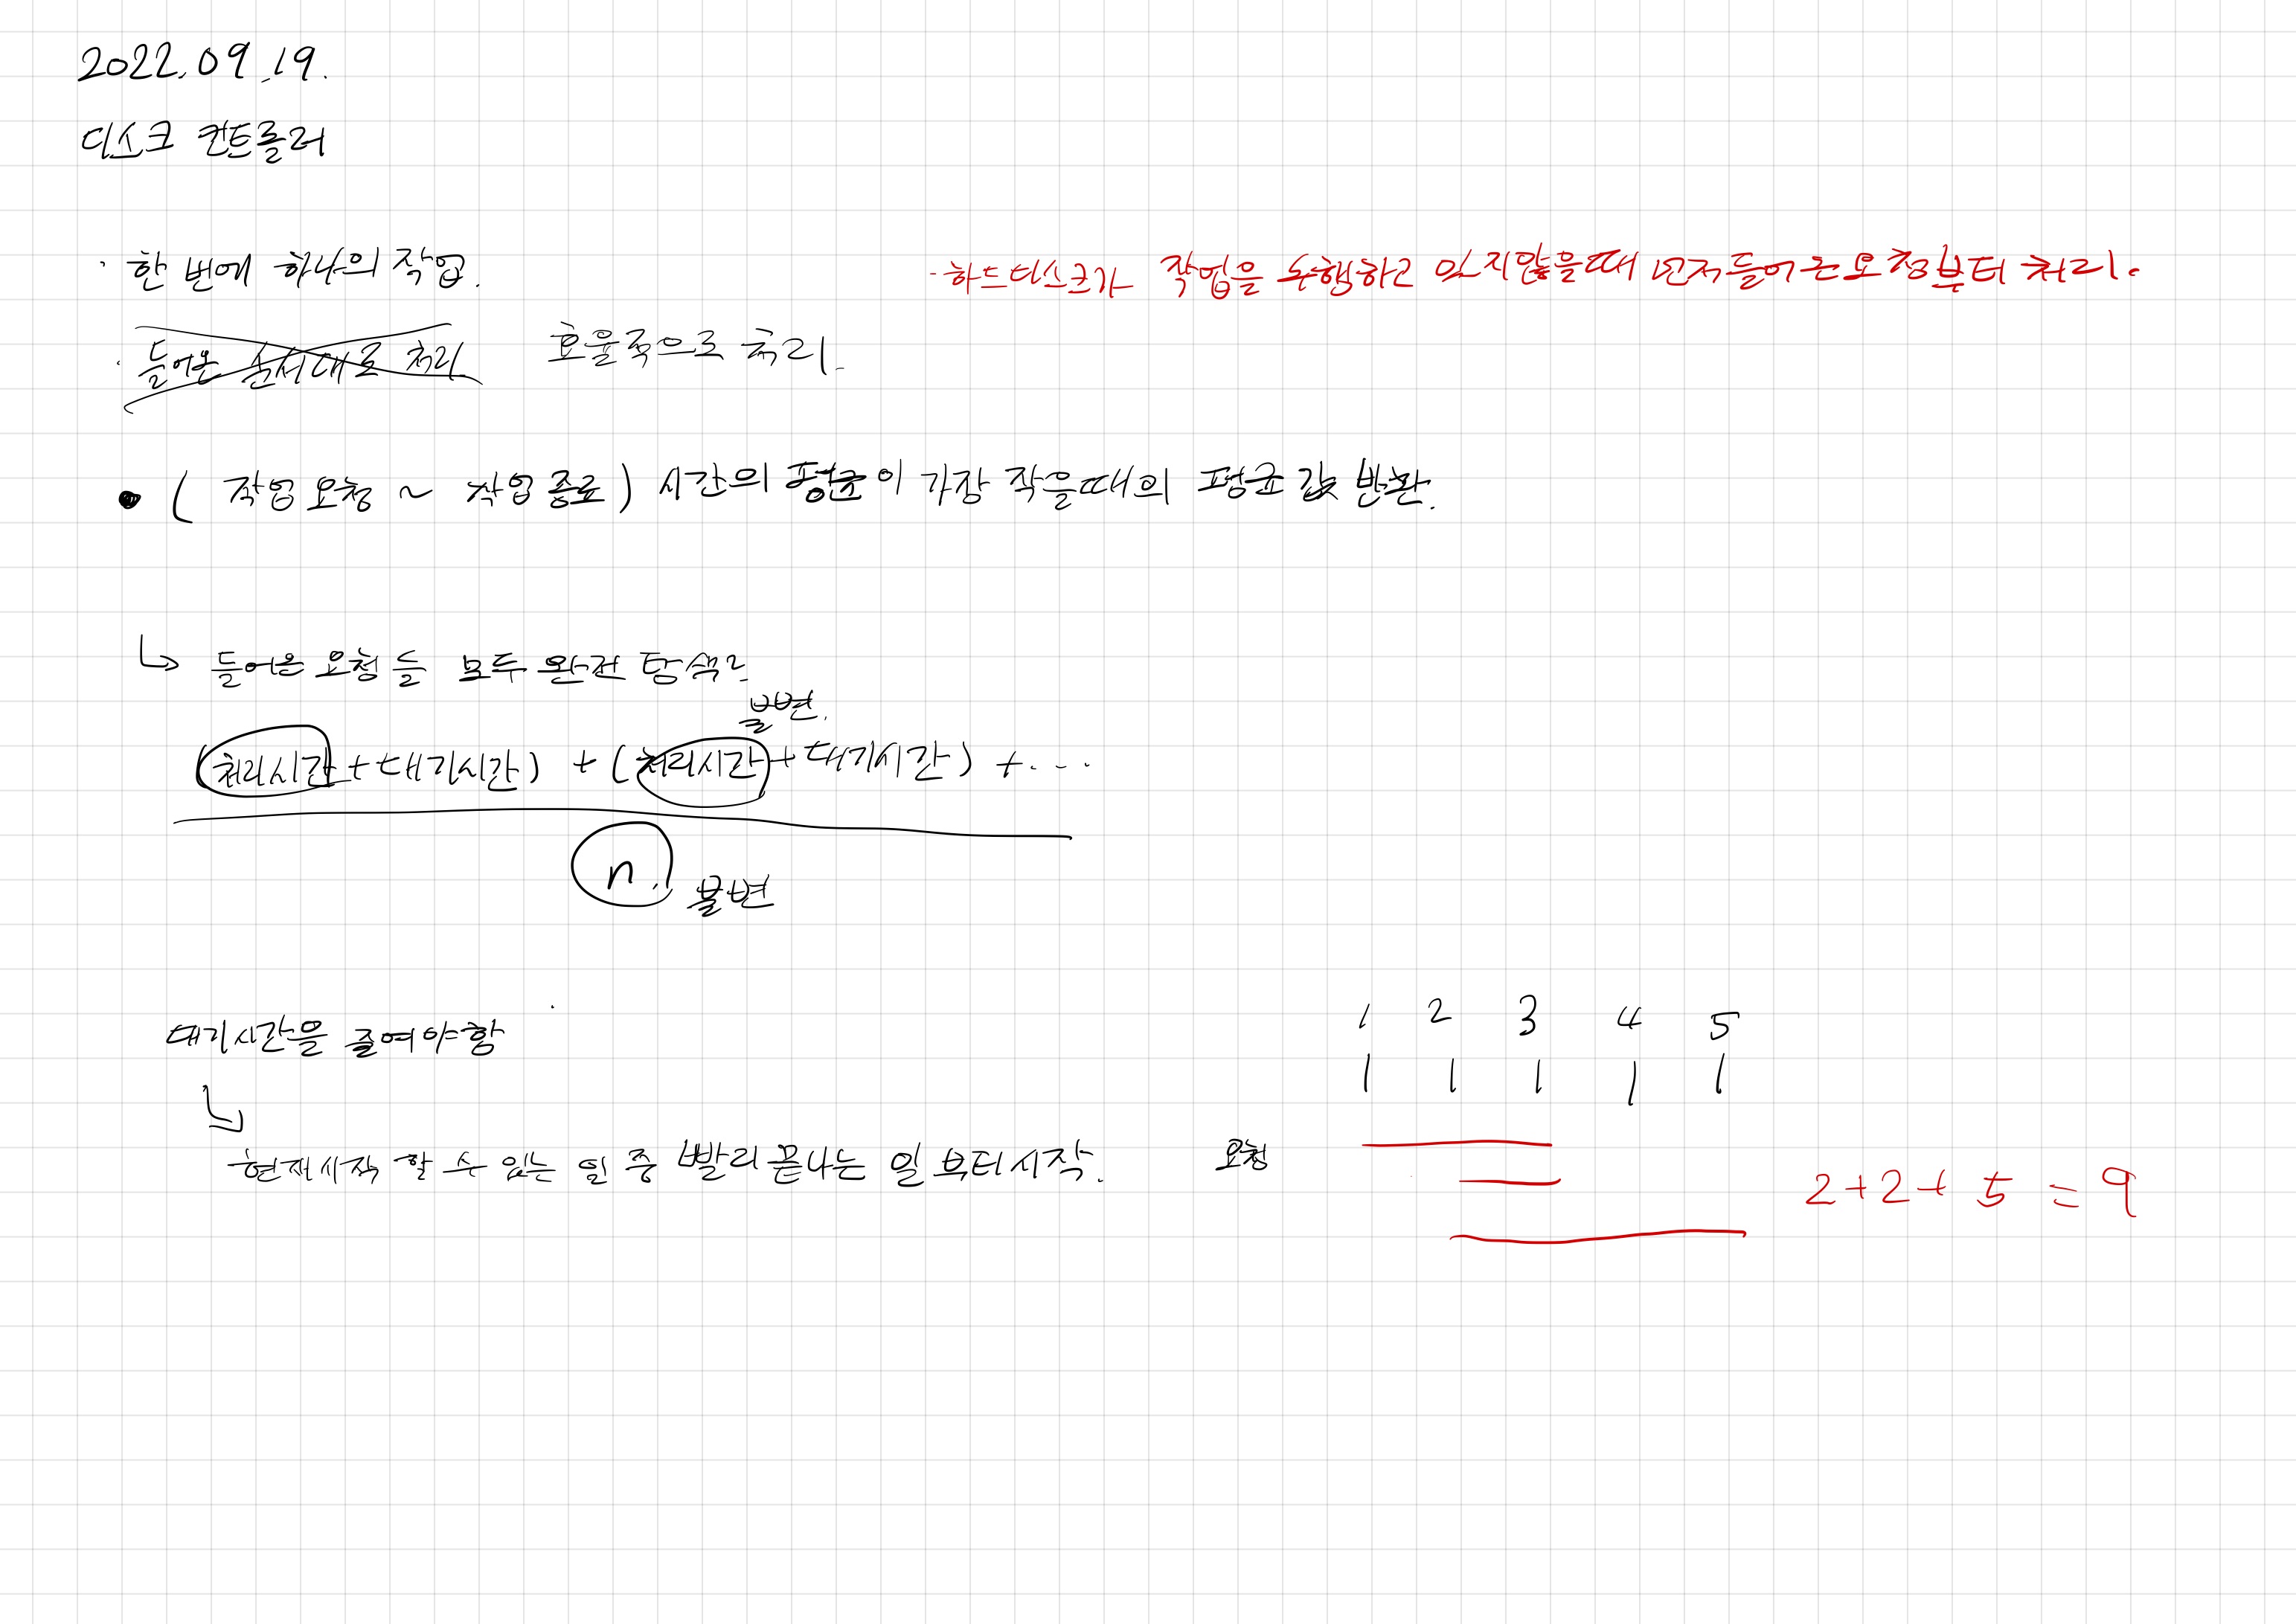 2022.09.19.
디스크 컨트롤러
· 한 번에 하나의 작업.
- 하드디스크가 작업을 수행하고 있지않을때 먼저들어온요청부터 처리.
· 들어온 순서대로 처리 효율적으로 처리.
• ( 작업 요청 ~ 작업 종료 ) 시간의 평균이 가장 작을때의 평균 값 반환.
↳ 들어온 요청 들 모두 완전 탐색?
불변.
(처리시간+대기시간) + (처리시간+대기시간) + ...
n. 불변
대기시간을 줄여야함
↳ 현재시작 할 수 있는 일 중 빨리끝나는 일 부터시작.
1 2 3 4 5
요청
2+2+ 5 = 9